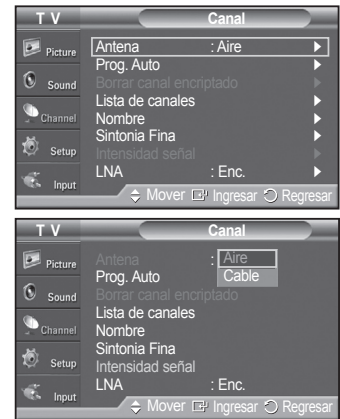 T V Canal
Picture
Sound
Channel
Setup
Input
Antena : Aire
Prog. Auto
Borrar canal encriptado
Lista de canales
Nombre
Sintonia Fina
Intensidad señal
LNA : Enc.
Mover Ingresar Regresar
T V Canal
Picture
Sound
Channel
Setup
Input
Antena : Aire
Cable
Prog. Auto
Borrar canal encriptado
Lista de canales
Nombre
Sintonia Fina
Intensidad señal
LNA : Enc.
Mover Ingresar Regresar